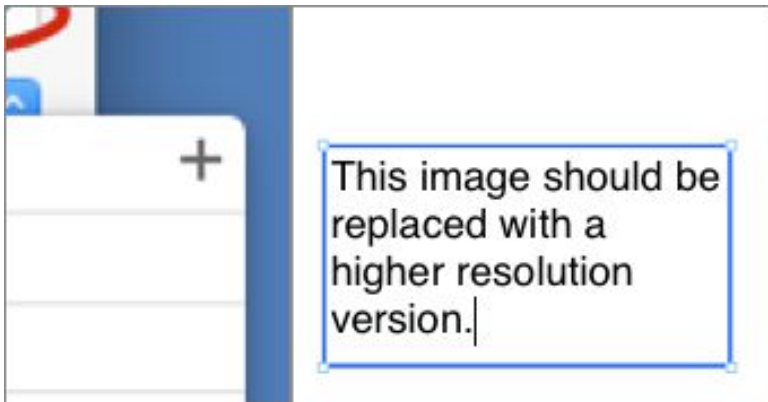 This image should be
replaced with a
higher resolution
version.